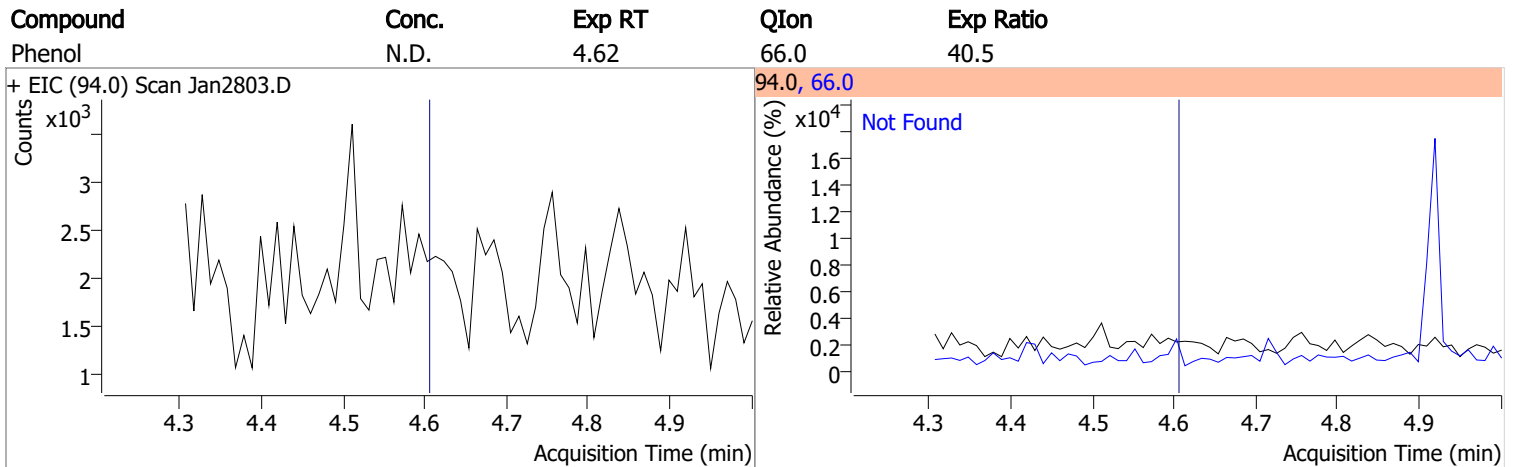 Compound Conc. Exp RT QIon Exp Ratio
Phenol N.D. 4.62 66.0 40.5
+ EIC (94.0) Scan Jan2803.D
Counts
x10³
3
2.5
2
1.5
1
4.3 4.4 4.5 4.6 4.7 4.8 4.9
Acquisition Time (min)
94.0, 66.0
Relative Abundance (%)
x10⁴
Not Found
1.6
1.4
1.2
1
0.8
0.6
0.4
0.2
0
4.3 4.4 4.5 4.6 4.7 4.8 4.9
Acquisition Time (min)